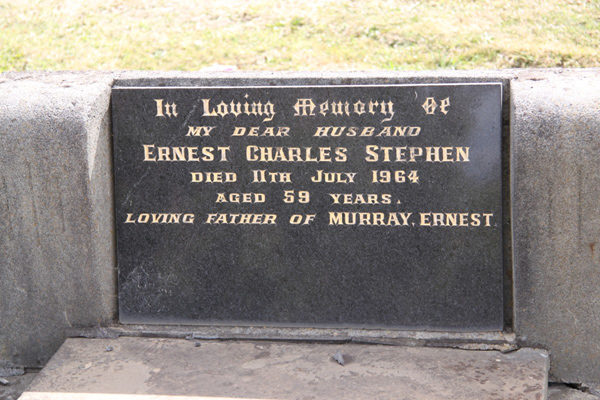 In Loving Memory Of
MY DEAR HUSBAND
ERNEST CHARLES STEPHEN
DIED 11TH JULY 1964
AGED 59 YEARS.
LOVING FATHER OF MURRAY, ERNEST.